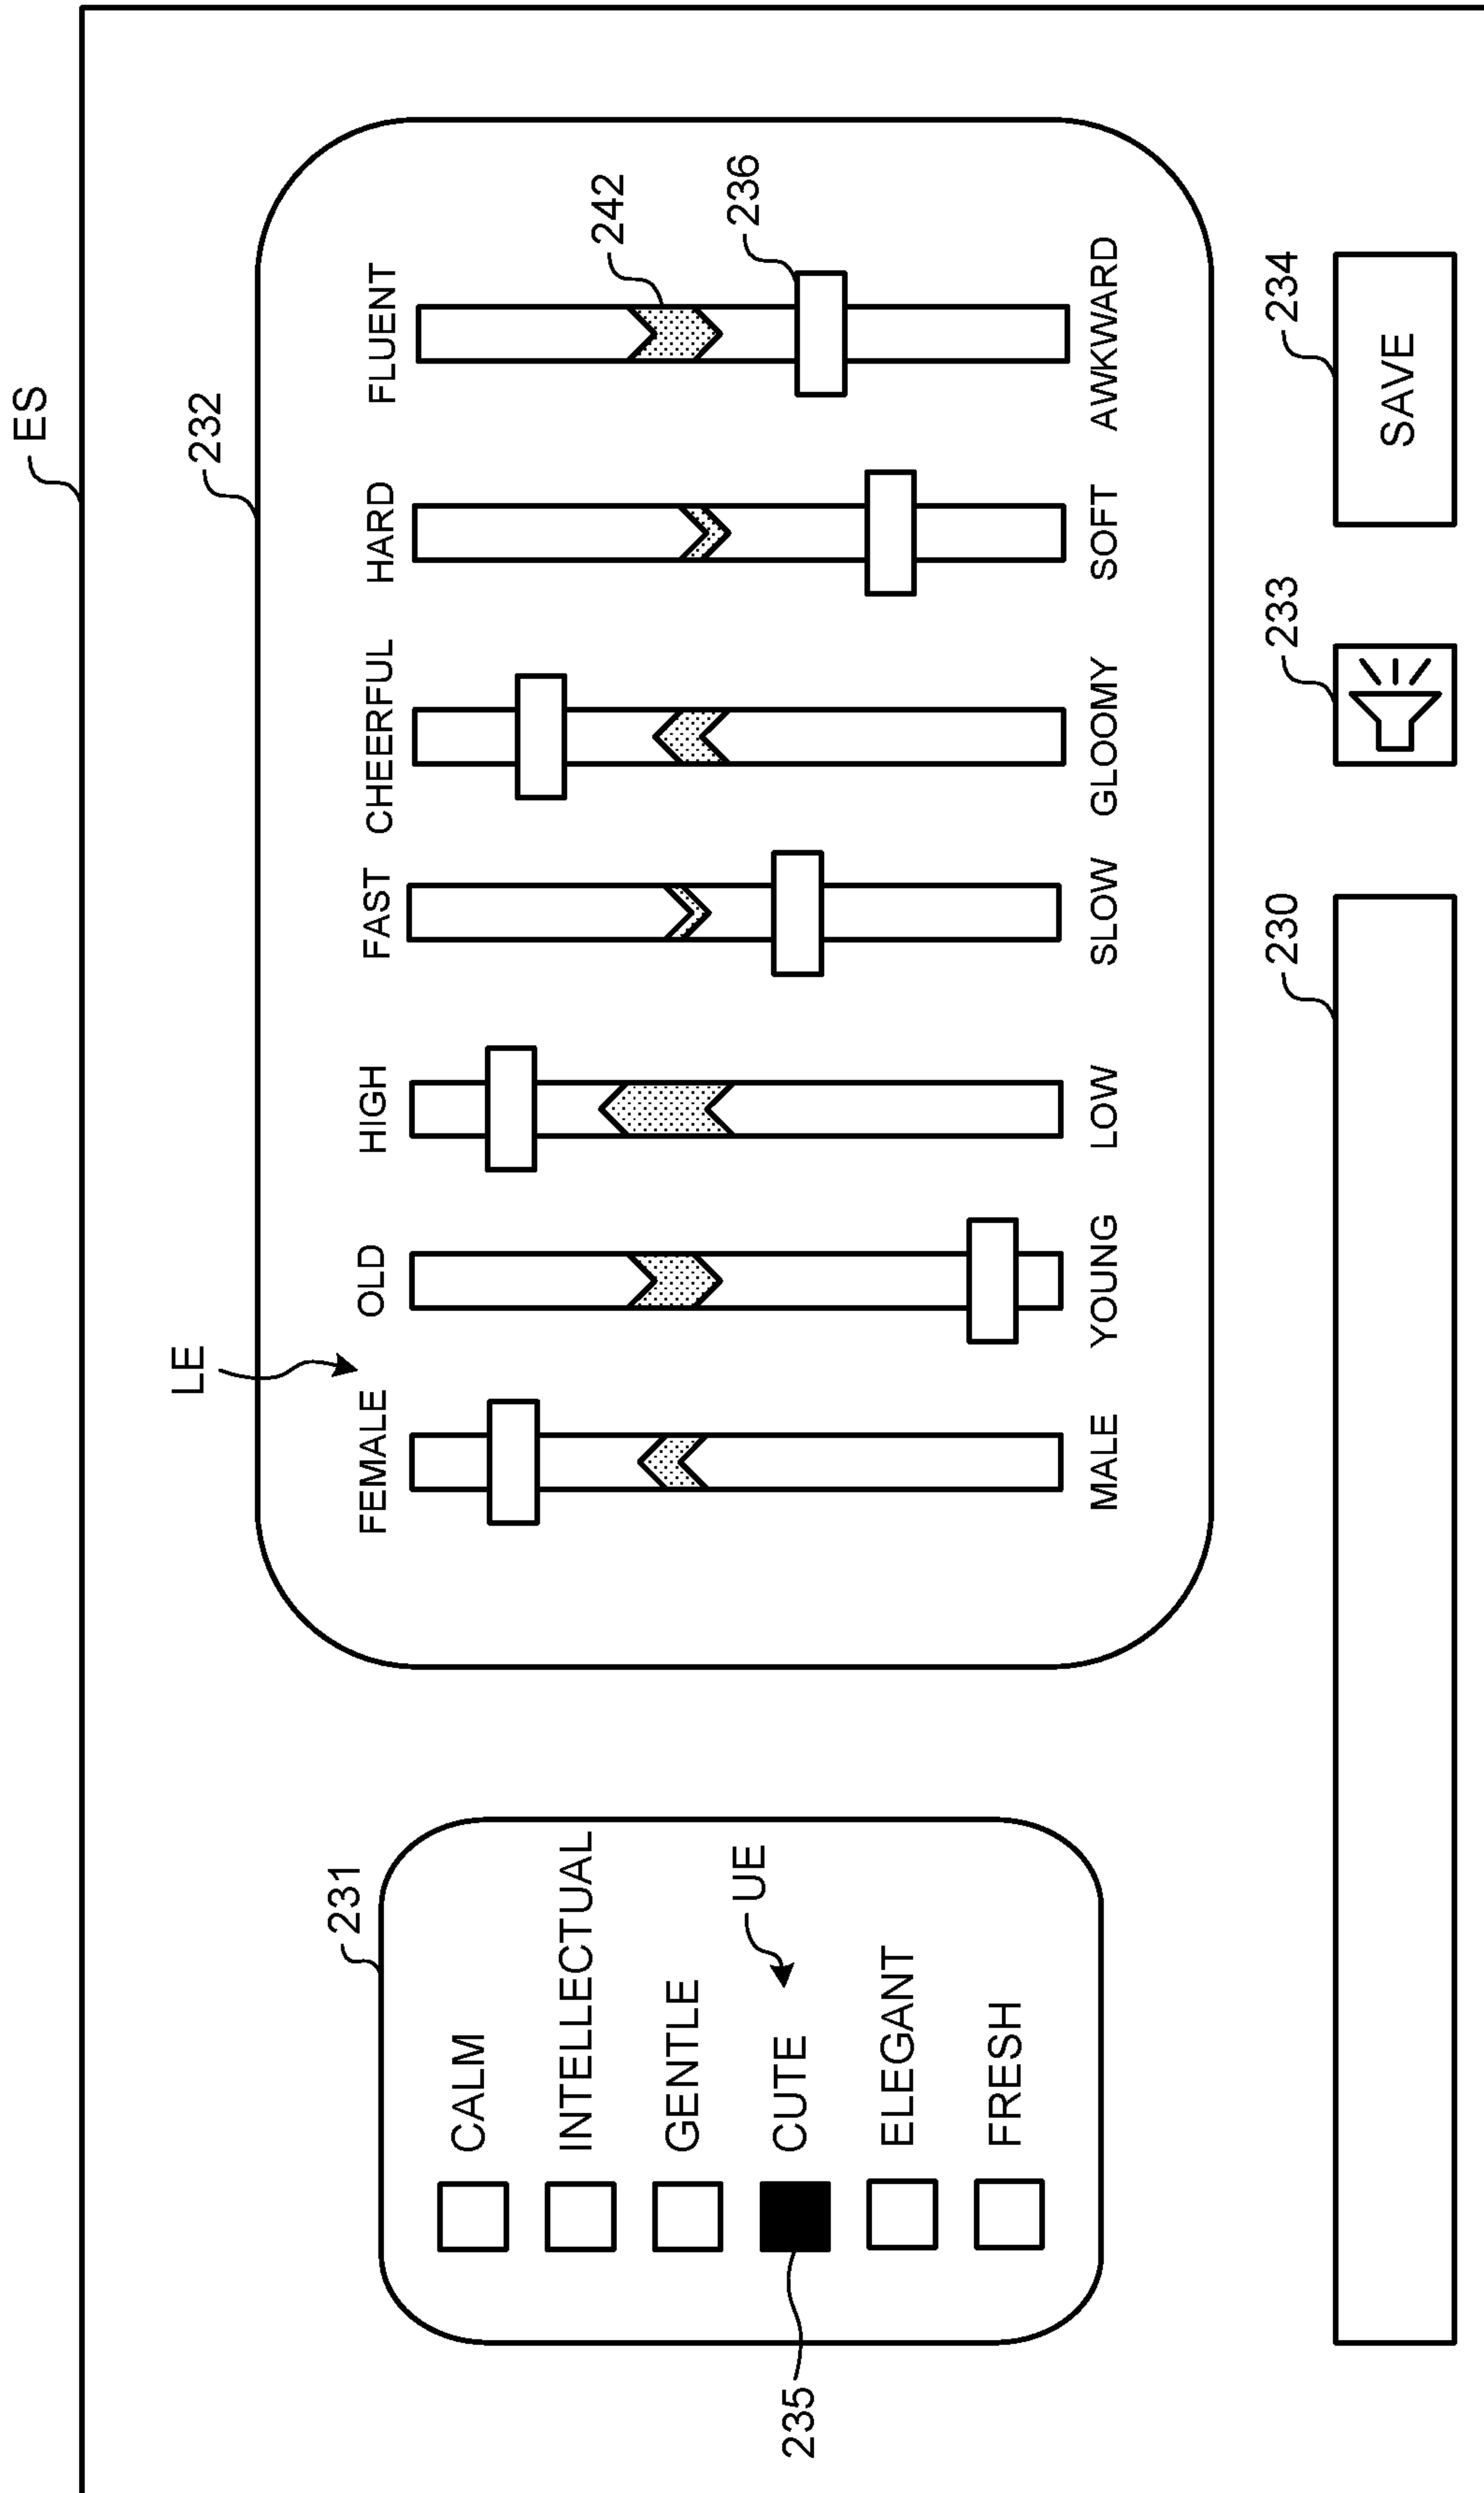 ES
231
CALM
INTELLECTUAL
GENTLE
CUTE
UE
ELEGANT
FRESH
235
232
LE
FEMALE
OLD
HIGH
FAST
CHEERFUL
HARD
FLUENT
242
236
MALE
YOUNG
LOW
SLOW
GLOOMY
SOFT
AWKWARD
230
233
234
SAVE